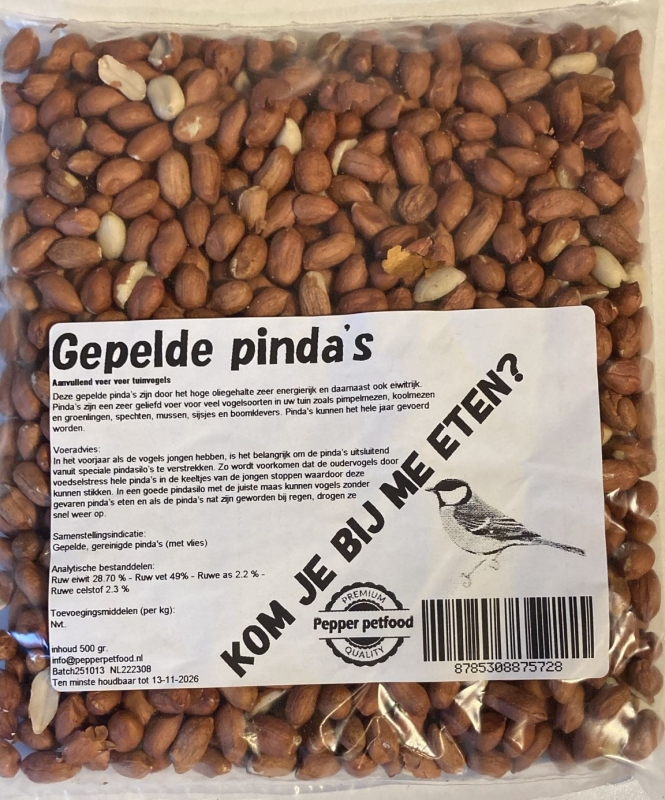 Gepelde pinda's
Aanvullend voer voor tuinvogels
Deze gepelde pinda's zijn door het hoge oliegehalte zeer energierijk en daarnaast ook eiwitrijk.
Pinda's zijn een zeer geliefd voer voor veel vogelsoorten in uw tuin zoals pimpelmezen, koolmezen
en groenlingen, spechten, mussen, sijsjes en boomklevers. Pinda's kunnen het hele jaar gevoerd
worden.
Voeradvies:
In het voorjaar als de vogels jongen hebben, is het belangrijk om de pinda's uitsluitend
vanuit speciale pindasilo's te verstrekken. Zo wordt voorkomen dat de oudervogels door
voedselstress hele pinda's in de keeltjes van de jongen stoppen waardoor deze
kunnen stikken. In een goede pindasilo met de juiste maas kunnen vogels zonder
gevaren pinda's eten en als de pinda's nat zijn geworden bij regen, drogen ze
snel weer op.
Samenstellingsindicatie:
Gepelde, gereinigde pinda's (met vlies)
Analytische bestanddelen:
Ruw eiwit 28.70 % - Ruw vet 49% - Ruwe as 2.2 % -
Ruwe celstof 2.3 %
Toevoegingsmiddelen (per kg):
Nvt.
inhoud 500 gr.
info@pepperpetfood.nl
Batch251013 NL222308
Ten minste houdbaar tot 13-11-2026
KOM JE BIJ ME ETEN?
PREMIUM
Pepper petfood
QUALITY
8785308875728